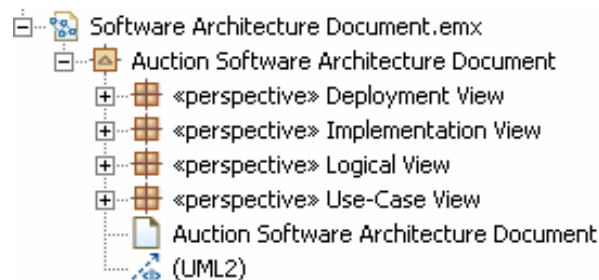 Software Architecture Document.emx
Auction Software Architecture Document
«perspective» Deployment View
«perspective» Implementation View
«perspective» Logical View
«perspective» Use-Case View
Auction Software Architecture Document
(UML2)